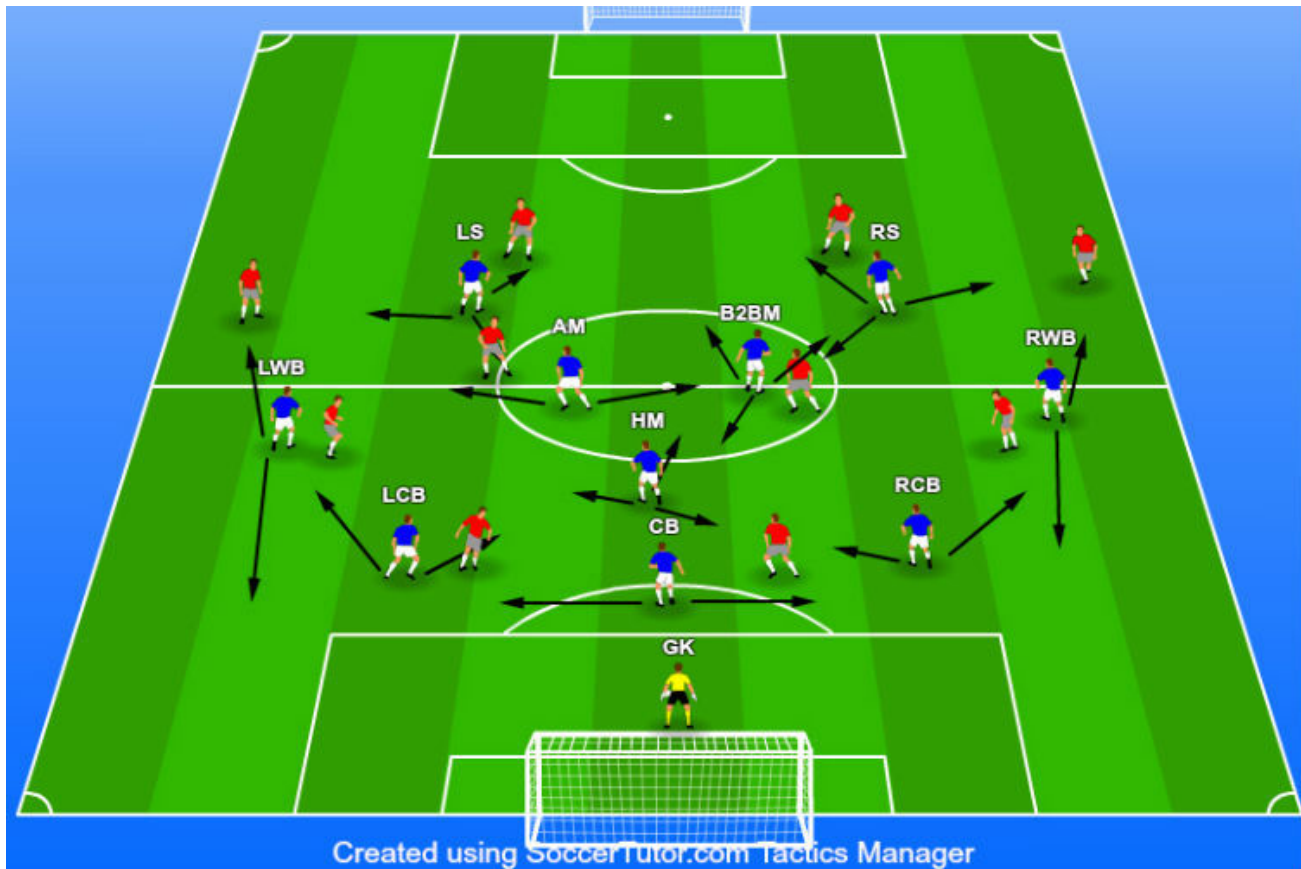 LS
RS
AM
B2BM
LWB
RWB
HM
LCB
RCB
CB
GK
Created using SoccerTutor.com Tactics Manager